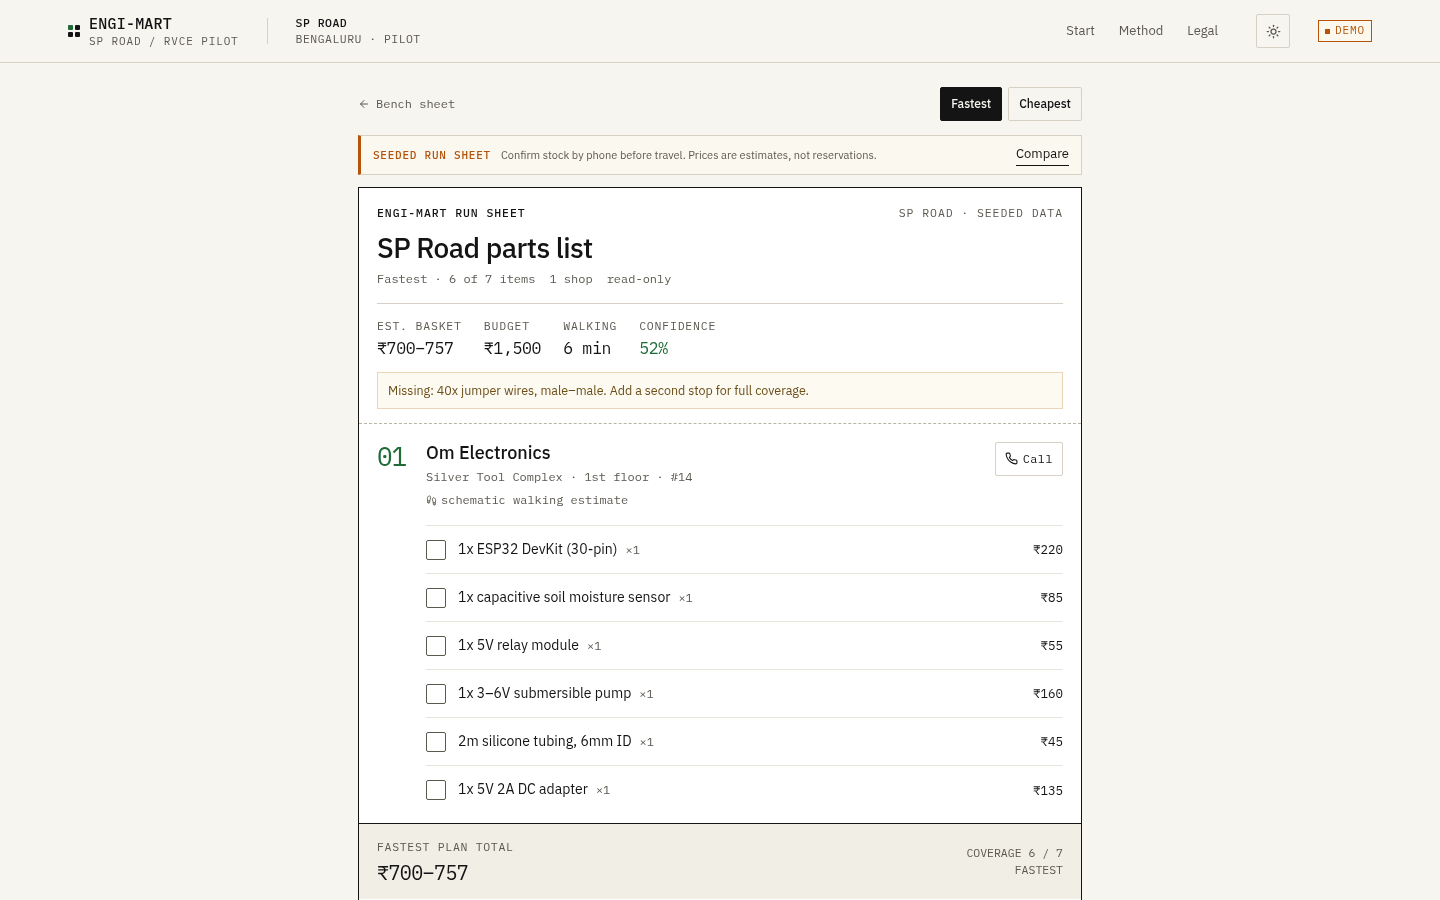 ENGI-MART
SP ROAD / RVCE PILOT
SP ROAD
BENGALURU · PILOT
Start
Method
Legal
DEMO
← Bench sheet
Fastest
Cheapest
SEEDED RUN SHEET Confirm stock by phone before travel. Prices are estimates, not reservations.
Compare
ENGI-MART RUN SHEET
SP ROAD · SEEDED DATA
SP Road parts list
Fastest · 6 of 7 items 1 shop read-only
EST. BASKET
₹700–757
BUDGET
₹1,500
WALKING
6 min
CONFIDENCE
52%
Missing: 40x jumper wires, male–male. Add a second stop for full coverage.
01
Om Electronics
Silver Tool Complex · 1st floor · #14
schematic walking estimate
Call
1x ESP32 DevKit (30-pin) ×1 ₹220
1x capacitive soil moisture sensor ×1 ₹85
1x 5V relay module ×1 ₹55
1x 3–6V submersible pump ×1 ₹160
2m silicone tubing, 6mm ID ×1 ₹45
1x 5V 2A DC adapter ×1 ₹135
FASTEST PLAN TOTAL
₹700–757
COVERAGE 6 / 7
FASTEST